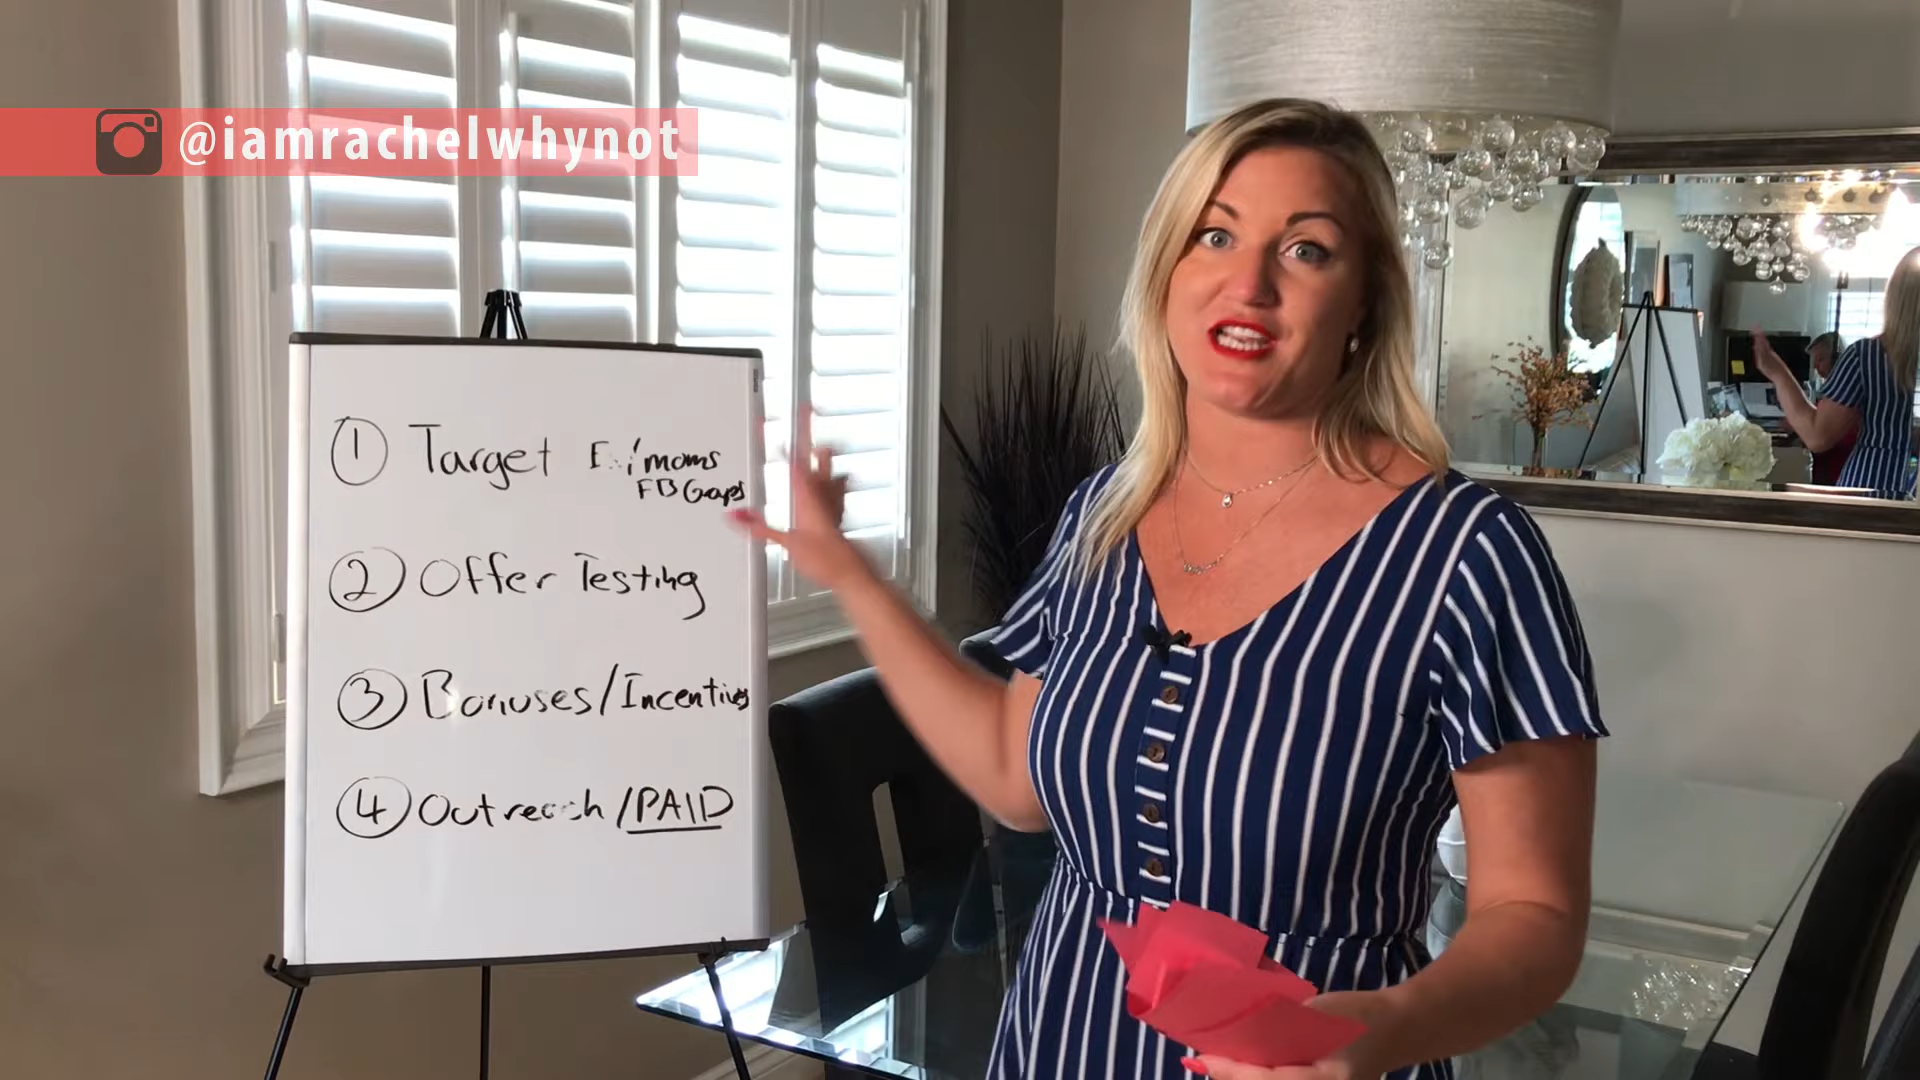 @iamrachelwhynot
1 Target moms
FB Groups
2 Offer Testing
3 Bonuses/Incentives
4 Outreach/PAID